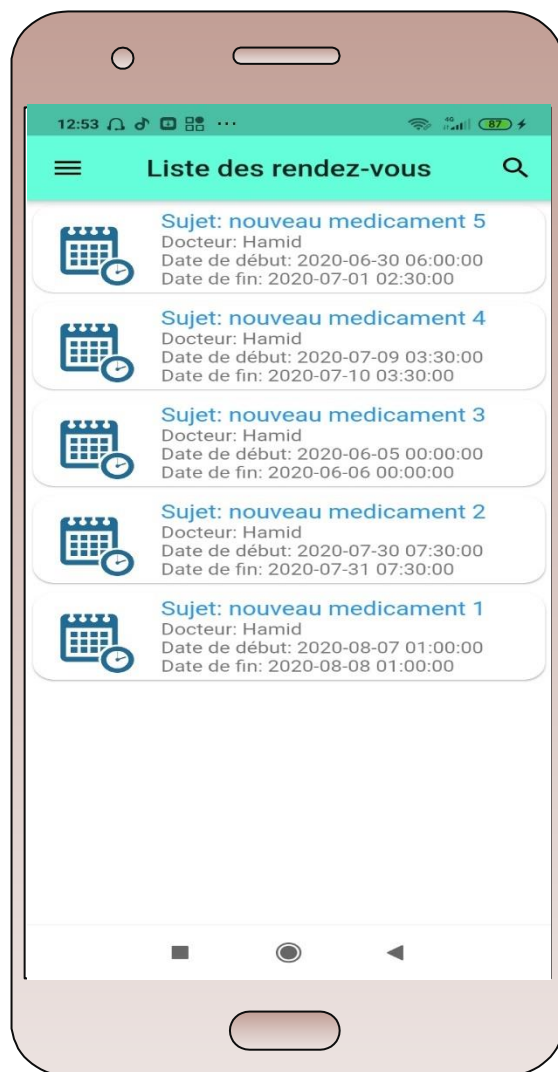 12:53
4G
87
Liste des rendez-vous
Sujet: nouveau medicament 5
Docteur: Hamid
Date de début: 2020-06-30 06:00:00
Date de fin: 2020-07-01 02:30:00
Sujet: nouveau medicament 4
Docteur: Hamid
Date de début: 2020-07-09 03:30:00
Date de fin: 2020-07-10 03:30:00
Sujet: nouveau medicament 3
Docteur: Hamid
Date de début: 2020-06-05 00:00:00
Date de fin: 2020-06-06 00:00:00
Sujet: nouveau medicament 2
Docteur: Hamid
Date de début: 2020-07-30 07:30:00
Date de fin: 2020-07-31 07:30:00
Sujet: nouveau medicament 1
Docteur: Hamid
Date de début: 2020-08-07 01:00:00
Date de fin: 2020-08-08 01:00:00